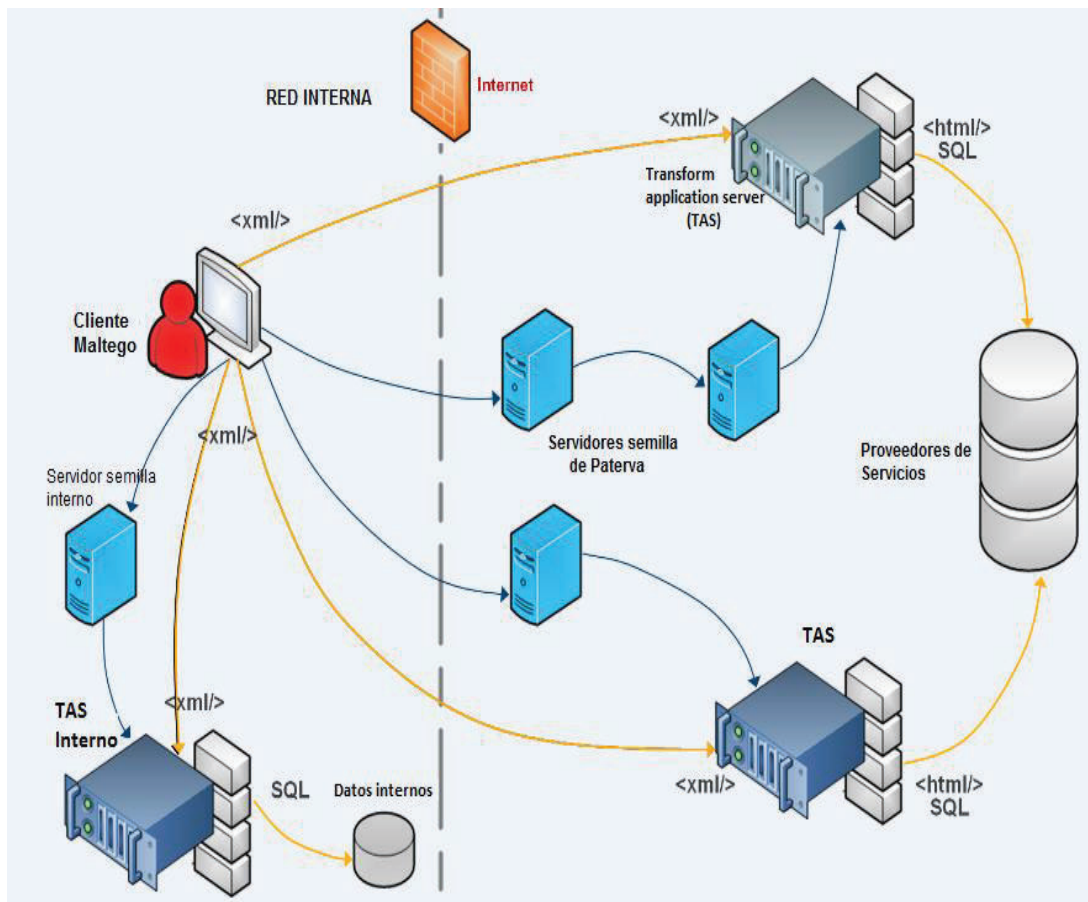 RED INTERNA
Internet
<xml/>
<html/>
SQL
Transform
application server
(TAS)
<xml/>
Cliente
Maltego
<xml/>
Servidores semilla
de Paterva
Proveedores de
Servicios
Servidor semilla
interno
TAS
TAS
Interno
<xml/>
SQL
Datos internos
<xml/>
<html/>
SQL